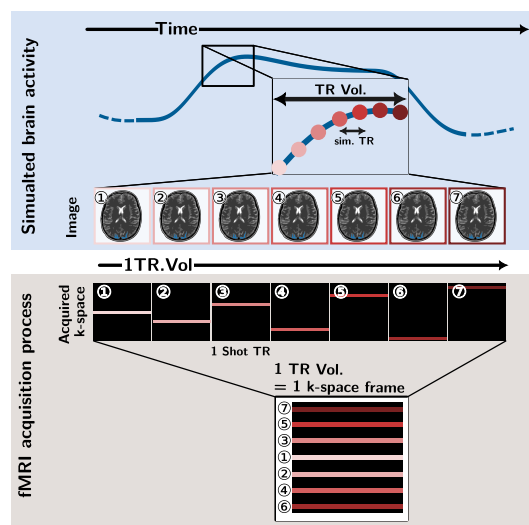 Time
Simualted brain activity
TR Vol.
sim. TR
Image
① ② ③ ④ ⑤ ⑥ ⑦
1TR.Vol
fMRI acquisition process
Acquired
k-space
① ② ③ ④ ⑤ ⑥ ⑦
1 Shot TR
1 TR Vol.
= 1 k-space frame
⑦
⑤
③
①
②
④
⑥